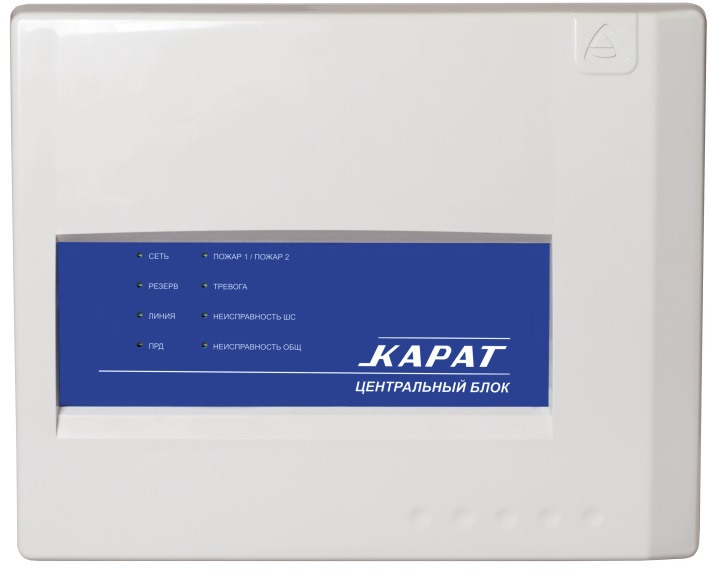 СЕТЬ
ПОЖАР 1 / ПОЖАР 2
РЕЗЕРВ
ТРЕВОГА
ЛИНИЯ
НЕИСПРАВНОСТЬ ШС
ПРД
НЕИСПРАВНОСТЬ ОБЩ
КАРАТ
ЦЕНТРАЛЬНЫЙ БЛОК